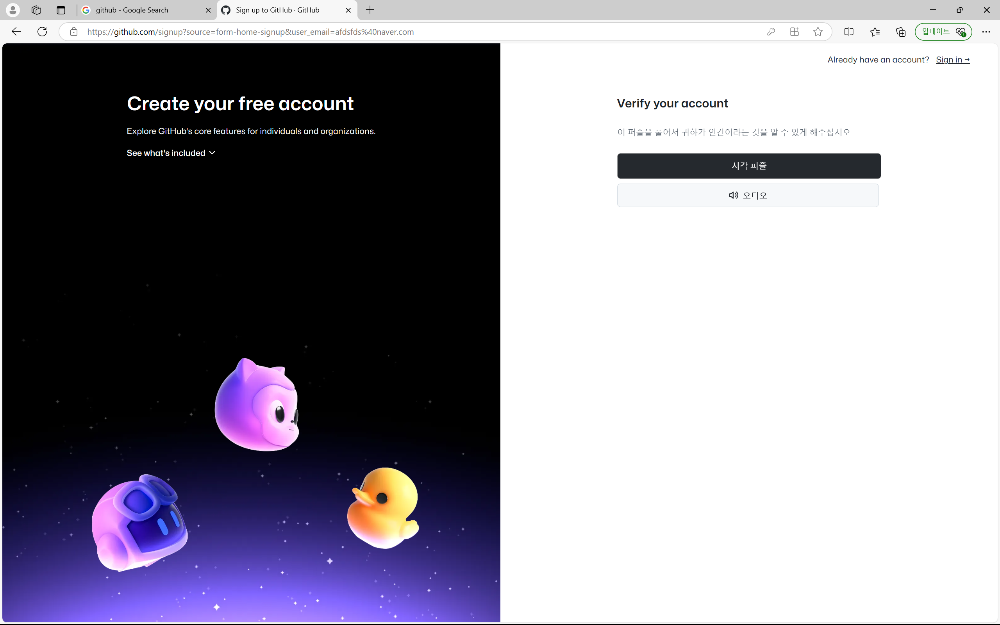 github - Google Search
Sign up to GitHub · GitHub
https://github.com/signup?source=form-home-signup&user_email=afdsfds%40naver.com
업데이트
Already have an account? Sign in →
Create your free account
Explore GitHub's core features for individuals and organizations.
See what's included
Verify your account
이 퍼즐을 풀어서 귀하가 인간이라는 것을 알 수 있게 해주십시오
시각 퍼즐
오디오